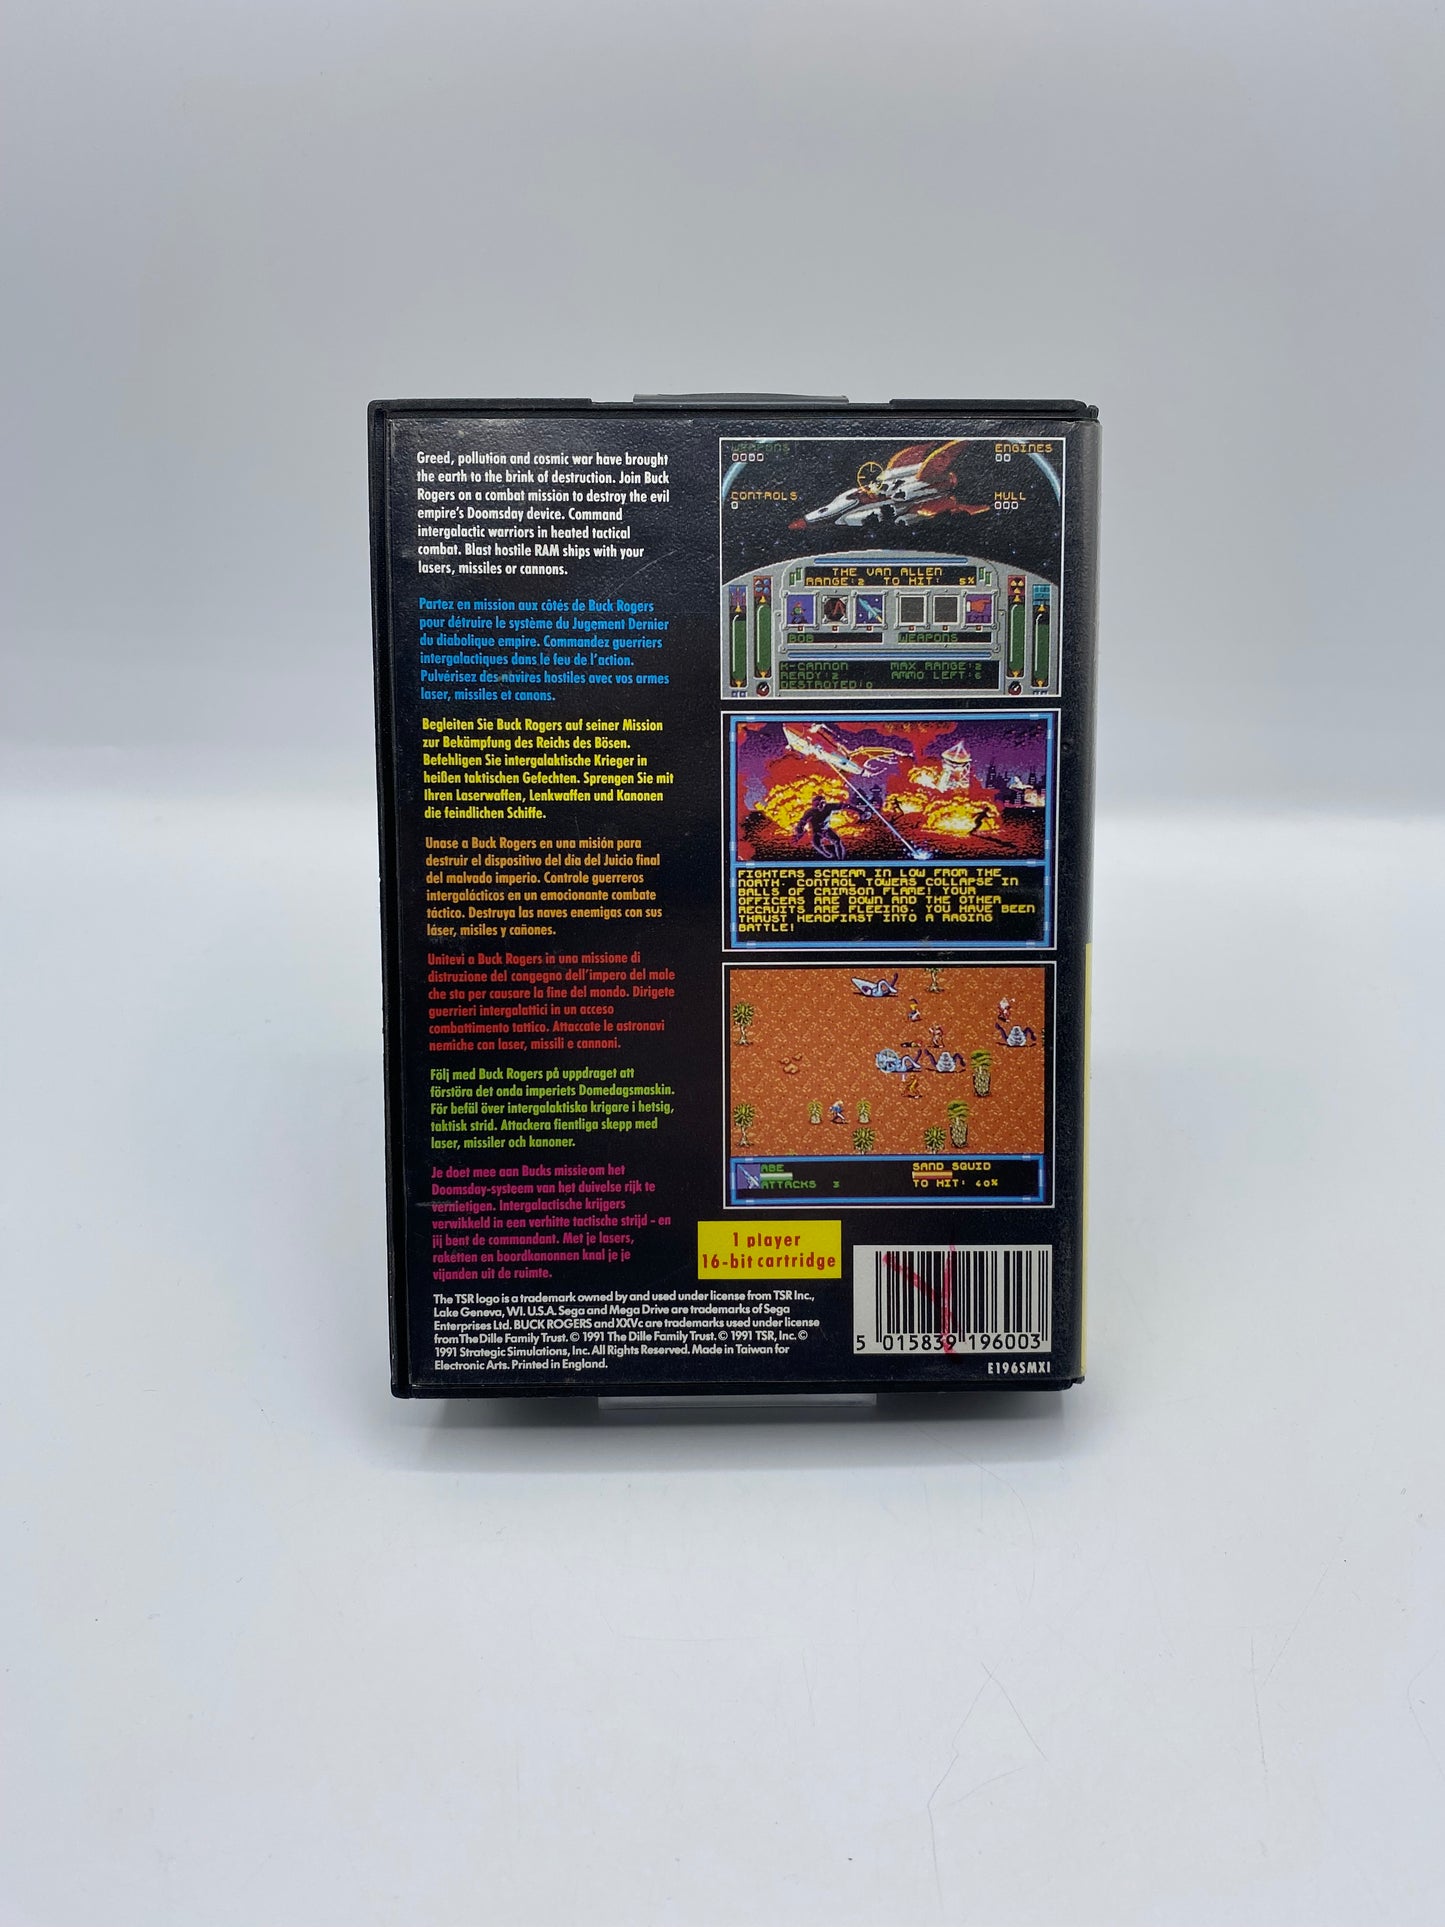 Greed, pollution and cosmic war have brought
the earth to the brink of destruction. Join Buck
Rogers on a combat mission to destroy the evil
empire's Doomsday device. Command
intergalactic warriors in heated tactical
combat. Blast hostile RAM ships with your
lasers, missiles or cannons.
Partez en mission aux côtés de Buck Rogers
pour détruire le système du Jugement Dernier
du diabolique empire. Commandez guerriers
intergalactiques dans le feu de l'action.
Pulvérisez des navires hostiles avec vos armes
laser, missiles et canons.
Begleiten Sie Buck Rogers auf seiner Mission
zur Bekämpfung des Reichs des Bösen.
Befehligen Sie intergalaktische Krieger in
heißen taktischen Gefechten. Sprengen Sie mit
Ihren Laserwaffen, Lenkwaffen und Kanonen
die feindlichen Schiffe.
Unase a Buck Rogers en una misión para
destruir el dispositivo del día del Juicio final
del malvado imperio. Controle guerreros
intergalácticos en un emocionante combate
táctico. Destruya las naves enemigas con sus
láser, misiles y cañones.
Unitevi a Buck Rogers in una missione di
distruzione del congegno dell'impero del male
che sta per causare la fine del mondo. Dirigete
guerrieri intergalattici in un acceso
combattimento tattico. Attaccate le astronavi
nemiche con laser, missili e cannoni.
Följ med Buck Rogers på uppdraget att
förstöra det onda imperiets Domedagsmaskin.
För befäl över intergalaktiska krigare i hetsig,
taktisk strid. Attackera fientliga skepp med
laser, missiler och kanoner.
Je doet mee aan Bucks missie om het
Doomsday-systeem van het duivelse rijk te
vernietigen. Intergalactische krijgers
verwikkeld in een verhitte tactische strijd - en
jij bent de commandant. Met je lasers,
raketten en boordkanonnen knal je je
vijanden uit de ruimte.
The TSR logo is a trademark owned by and used under license from TSR Inc.,
Lake Geneva, WI. U.S.A. Sega and Mega Drive are trademarks of Sega
Enterprises Ltd. BUCK ROGERS and XXVc are trademarks used under license
from The Dille Family Trust. © 1991 The Dille Family Trust. © 1991 TSR, Inc. ©
1991 Strategic Simulations, Inc. All Rights Reserved. Made in Taiwan for
Electronic Arts. Printed in England.
WEAPONS ENGINES
0000 00
CONTROLS HULL
0 000
THE VAN ALLEN
RANGE:2 TO HIT: 5%
BOB WEAPONS
K-CANNON MAX RANGE:2
READY:2 AMMO LEFT:6
DESTROYED:0
FIGHTERS SCREAM IN LOW FROM THE
NORTH. CONTROL TOWERS COLLAPSE IN
BALLS OF CRIMSON FLAME! YOUR
OFFICERS ARE DOWN AND THE OTHER
RECRUITS ARE FLEEING. YOU HAVE BEEN
THRUST HEADFIRST INTO A RAGING
BATTLE!
ABE SAND SQUID
ATTACKS 3 TO HIT: 40%
1 player
16-bit cartridge
5 015839 196003
E196SMXI